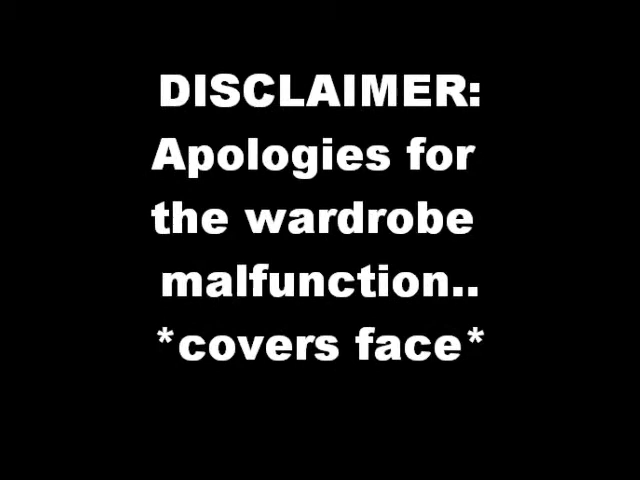 DISCLAIMER:
Apologies for
the wardrobe
malfunction..
*covers face*